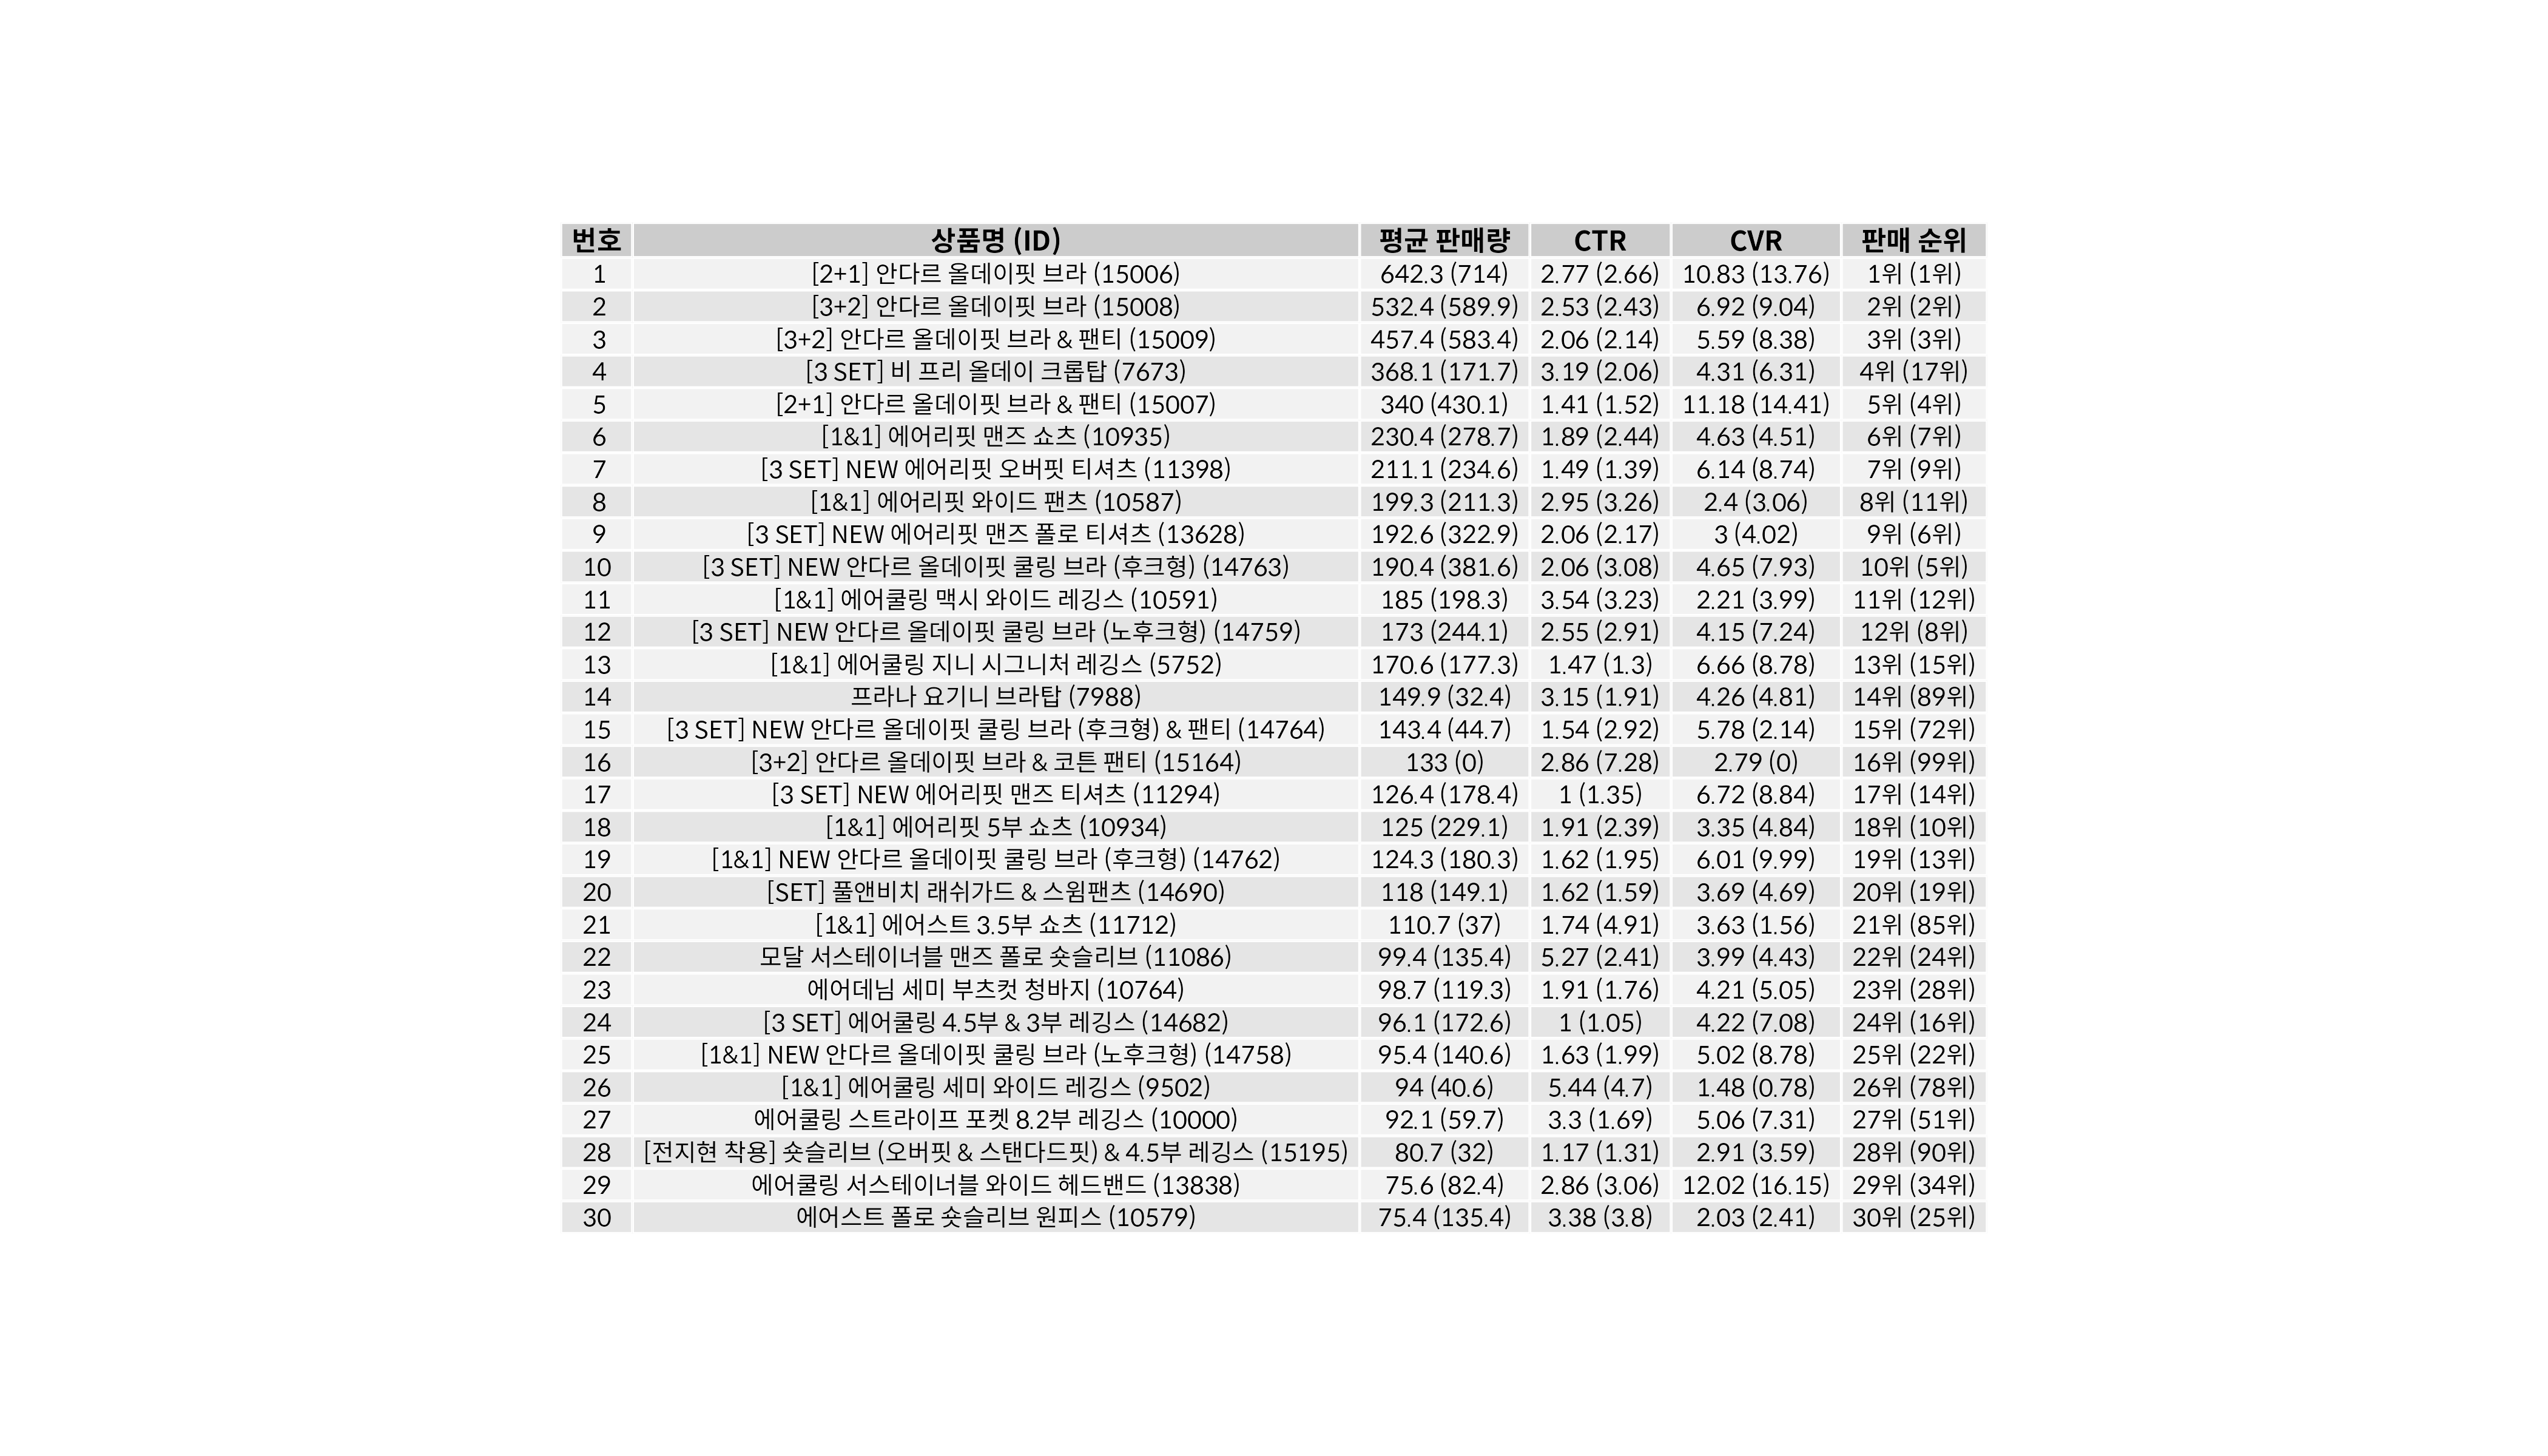 번호 상품명 (ID) 평균 판매량 CTR CVR 판매 순위
1 [2+1] 안다르 올데이핏 브라 (15006) 642.3 (714) 2.77 (2.66) 10.83 (13.76) 1위 (1위)
2 [3+2] 안다르 올데이핏 브라 (15008) 532.4 (589.9) 2.53 (2.43) 6.92 (9.04) 2위 (2위)
3 [3+2] 안다르 올데이핏 브라 & 팬티 (15009) 457.4 (583.4) 2.06 (2.14) 5.59 (8.38) 3위 (3위)
4 [3 SET] 비 프리 올데이 크롭탑 (7673) 368.1 (171.7) 3.19 (2.06) 4.31 (6.31) 4위 (17위)
5 [2+1] 안다르 올데이핏 브라 & 팬티 (15007) 340 (430.1) 1.41 (1.52) 11.18 (14.41) 5위 (4위)
6 [1&1] 에어리핏 맨즈 쇼츠 (10935) 230.4 (278.7) 1.89 (2.44) 4.63 (4.51) 6위 (7위)
7 [3 SET] NEW 에어리핏 오버핏 티셔츠 (11398) 211.1 (234.6) 1.49 (1.39) 6.14 (8.74) 7위 (9위)
8 [1&1] 에어리핏 와이드 팬츠 (10587) 199.3 (211.3) 2.95 (3.26) 2.4 (3.06) 8위 (11위)
9 [3 SET] NEW 에어리핏 맨즈 폴로 티셔츠 (13628) 192.6 (322.9) 2.06 (2.17) 3 (4.02) 9위 (6위)
10 [3 SET] NEW 안다르 올데이핏 쿨링 브라 (후크형) (14763) 190.4 (381.6) 2.06 (3.08) 4.65 (7.93) 10위 (5위)
11 [1&1] 에어쿨링 맥시 와이드 레깅스 (10591) 185 (198.3) 3.54 (3.23) 2.21 (3.99) 11위 (12위)
12 [3 SET] NEW 안다르 올데이핏 쿨링 브라 (노후크형) (14759) 173 (244.1) 2.55 (2.91) 4.15 (7.24) 12위 (8위)
13 [1&1] 에어쿨링 지니 시그니처 레깅스 (5752) 170.6 (177.3) 1.47 (1.3) 6.66 (8.78) 13위 (15위)
14 프라나 요기니 브라탑 (7988) 149.9 (32.4) 3.15 (1.91) 4.26 (4.81) 14위 (89위)
15 [3 SET] NEW 안다르 올데이핏 쿨링 브라 (후크형) & 팬티 (14764) 143.4 (44.7) 1.54 (2.92) 5.78 (2.14) 15위 (72위)
16 [3+2] 안다르 올데이핏 브라 & 코튼 팬티 (15164) 133 (0) 2.86 (7.28) 2.79 (0) 16위 (99위)
17 [3 SET] NEW 에어리핏 맨즈 티셔츠 (11294) 126.4 (178.4) 1 (1.35) 6.72 (8.84) 17위 (14위)
18 [1&1] 에어리핏 5부 쇼츠 (10934) 125 (229.1) 1.91 (2.39) 3.35 (4.84) 18위 (10위)
19 [1&1] NEW 안다르 올데이핏 쿨링 브라 (후크형) (14762) 124.3 (180.3) 1.62 (1.95) 6.01 (9.99) 19위 (13위)
20 [SET] 풀앤비치 래쉬가드 & 스윔팬츠 (14690) 118 (149.1) 1.62 (1.59) 3.69 (4.69) 20위 (19위)
21 [1&1] 에어스트 3.5부 쇼츠 (11712) 110.7 (37) 1.74 (4.91) 3.63 (1.56) 21위 (85위)
22 모달 서스테이너블 맨즈 폴로 숏슬리브 (11086) 99.4 (135.4) 5.27 (2.41) 3.99 (4.43) 22위 (24위)
23 에어데님 세미 부츠컷 청바지 (10764) 98.7 (119.3) 1.91 (1.76) 4.21 (5.05) 23위 (28위)
24 [3 SET] 에어쿨링 4.5부 & 3부 레깅스 (14682) 96.1 (172.6) 1 (1.05) 4.22 (7.08) 24위 (16위)
25 [1&1] NEW 안다르 올데이핏 쿨링 브라 (노후크형) (14758) 95.4 (140.6) 1.63 (1.99) 5.02 (8.78) 25위 (22위)
26 [1&1] 에어쿨링 세미 와이드 레깅스 (9502) 94 (40.6) 5.44 (4.7) 1.48 (0.78) 26위 (78위)
27 에어쿨링 스트라이프 포켓 8.2부 레깅스 (10000) 92.1 (59.7) 3.3 (1.69) 5.06 (7.31) 27위 (51위)
28 [전지현 착용] 숏슬리브 (오버핏 & 스탠다드핏) & 4.5부 레깅스 (15195) 80.7 (32) 1.17 (1.31) 2.91 (3.59) 28위 (90위)
29 에어쿨링 서스테이너블 와이드 헤드밴드 (13838) 75.6 (82.4) 2.86 (3.06) 12.02 (16.15) 29위 (34위)
30 에어스트 폴로 숏슬리브 원피스 (10579) 75.4 (135.4) 3.38 (3.8) 2.03 (2.41) 30위 (25위)